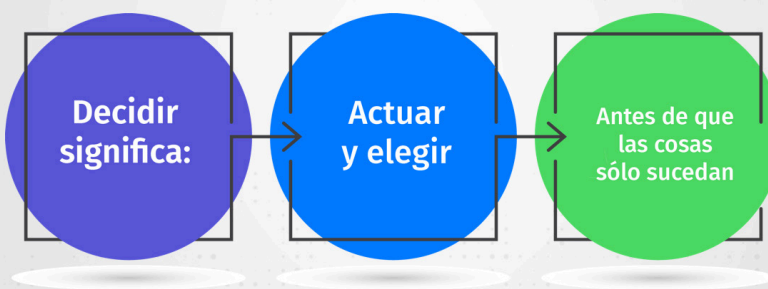 Decidir
significa:
Actuar
y elegir
Antes de que
las cosas
sólo sucedan